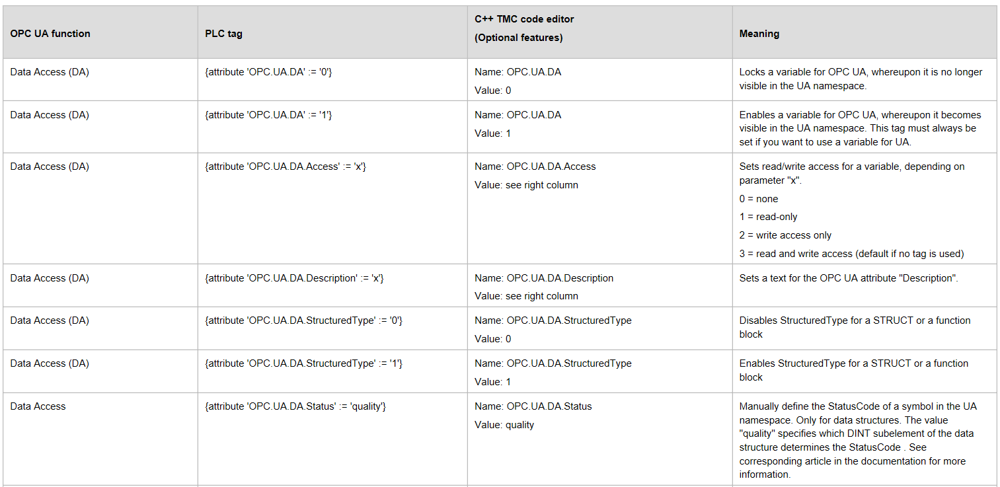 OPC UA function
PLC tag
C++ TMC code editor
(Optional features)
Meaning
Data Access (DA)
{attribute 'OPC.UA.DA' := '0'}
Name: OPC.UA.DA
Value: 0
Locks a variable for OPC UA, whereupon it is no longer
visible in the UA namespace.
Data Access (DA)
{attribute 'OPC.UA.DA' := '1'}
Name: OPC.UA.DA
Value: 1
Enables a variable for OPC UA, whereupon it becomes
visible in the UA namespace. This tag must always be
set if you want to use a variable for UA.
Data Access (DA)
{attribute 'OPC.UA.DA.Access' := 'x'}
Name: OPC.UA.DA.Access
Value: see right column
Sets read/write access for a variable, depending on
parameter "x".
0 = none
1 = read-only
2 = write access only
3 = read and write access (default if no tag is used)
Data Access (DA)
{attribute 'OPC.UA.DA.Description' := 'x'}
Name: OPC.UA.DA.Description
Value: see right column
Sets a text for the OPC UA attribute "Description".
Data Access (DA)
{attribute 'OPC.UA.DA.StructuredType' := '0'}
Name: OPC.UA.DA.StructuredType
Value: 0
Disables StructuredType for a STRUCT or a function
block
Data Access (DA)
{attribute 'OPC.UA.DA.StructuredType' := '1'}
Name: OPC.UA.DA.StructuredType
Value: 1
Enables StructuredType for a STRUCT or a function
block
Data Access
{attribute 'OPC.UA.DA.Status' := 'quality'}
Name: OPC.UA.DA.Status
Value: quality
Manually define the StatusCode of a symbol in the UA
namespace. Only for data structures. The value
"quality" specifies which DINT subelement of the data
structure determines the StatusCode . See
corresponding article in the documentation for more
information.